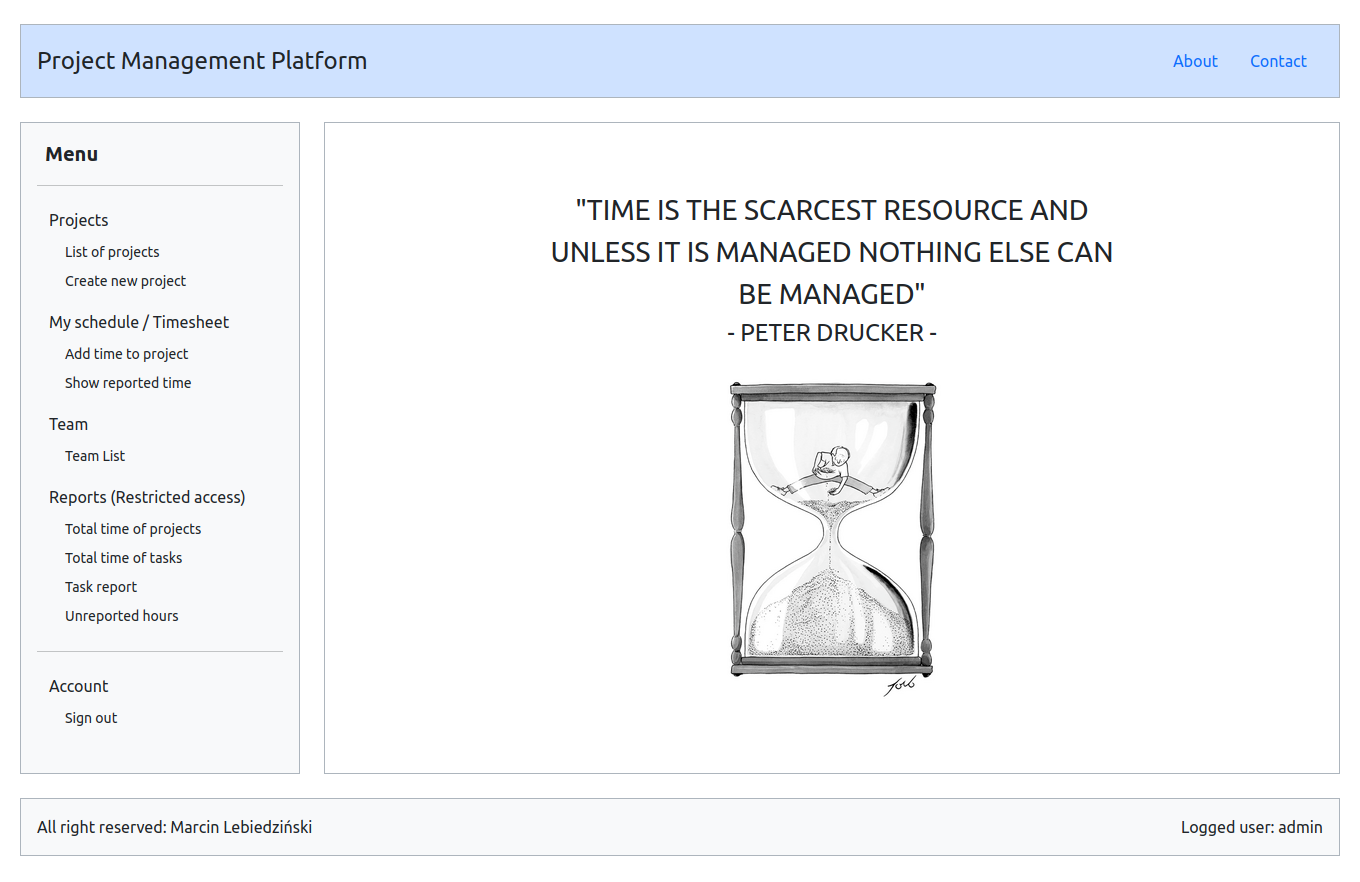 Project Management Platform
About
Contact
Menu
Projects
List of projects
Create new project
My schedule / Timesheet
Add time to project
Show reported time
Team
Team List
Reports (Restricted access)
Total time of projects
Total time of tasks
Task report
Unreported hours
Account
Sign out
"TIME IS THE SCARCEST RESOURCE AND
UNLESS IT IS MANAGED NOTHING ELSE CAN
BE MANAGED"
- PETER DRUCKER -
All right reserved: Marcin Lebiedziński
Logged user: admin